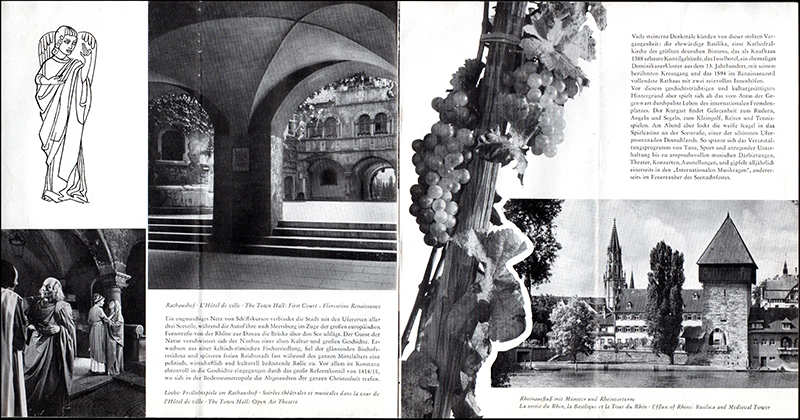 Rathaushof · L'Hôtel de ville · The Town Hall: First Court · Florentine Renaissance
Ein engmaschiges Netz von Schiffskursen verbindet die Stadt mit den Uferorten aller
drei Seeteile, während die Autofähre nach Meersburg im Zuge der großen europäischen
Fernstraße von der Rhône zur Donau die Brücke über den See schlägt. Der Gunst der
Natur verschwistert sich der Nimbus einer alten Kultur und großen Geschichte. Er-
wachsen aus einer keltisch-römischen Fischersiedlung, Saß der glänzenden Bischofs-
residenz und späteren freien Reichsstadt fast während des ganzen Mittelalters eine
politisch, wirtschaftlich und kulturell bedeutende Rolle zu. Vor allem ist Konstanz
ehrenvoll in die Geschichte eingegangen durch das große Reformkonzil von 1414/18,
wo sich in der Bodenseemetropole die Abgesandten der ganzen Christenheit trafen.
Links: Freilichtspiele im Rathaushof · Soirées théâtrales et musicales dans la cour de
l'Hôtel de ville · The Town Hall: Open Air Theatre
Viele steinerne Denkmale künden von dieser stolzen Ver-
gangenheit: die ehrwürdige Basilika, einst Kathedral-
kirche des größten deutschen Bistums, das als Kaufhaus
1388 erbaute Konzilgebäude, das Inselhotel, ein ehemaliges
Dominikanerkloster aus dem 13. Jahrhundert, mit seinem
berühmten Kreuzgang und das 1594 im Renaissancestil
vollendete Rathaus mit zwei reizvollen Innenhöfen.
Vor diesem geschichtsträchtigen und kulturgesättigten
Hintergrund aber spielt sich ab das vom Atem der Ge-
genwart durchpulste Leben des internationalen Fremden-
platzes. Der Kurgast findet Gelegenheit zum Rudern,
Angeln und Segeln, zum Kleingolf, Reiten und Tennis-
spielen. Am Abend aber lockt die weiße Kugel in das
Spielcasino an der Seestraße, einer der schönsten Ufer-
promenaden Deutschlands. So spannt sich das Veranstal-
tungsprogramm von Tanz, Sport und anregender Unter-
haltung bis zu anspruchsvollen musischen Darbietungen,
Theater, Konzerten, Ausstellungen, und gipfelt alljährlich
einerseits in den „Internationalen Musiktagen", anderer-
seits im Feuerzauber des Seenachtfestes.
Rheinausfluß mit Münster und Rheintorturm
La sortie du Rhin, la Basilique et la Tour du Rhin · Efflux of Rhine: Basilica and Medieval Tower